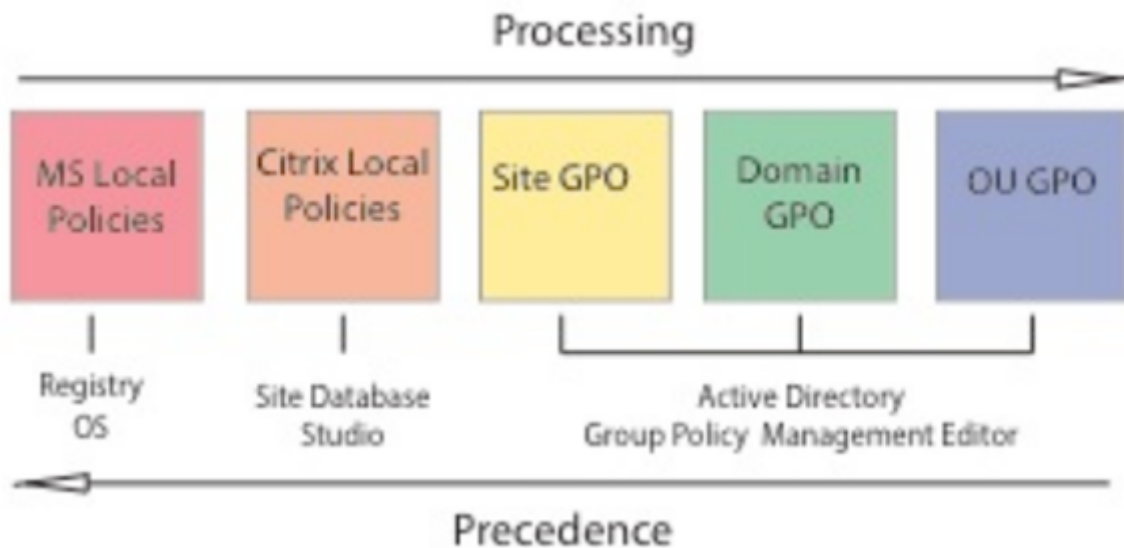 Processing
MS Local
Policies
Citrix Local
Policies
Site GPO
Domain
GPO
OU GPO
Registry
OS
Site Database
Studio
Active Directory
Group Policy Management Editor
Precedence